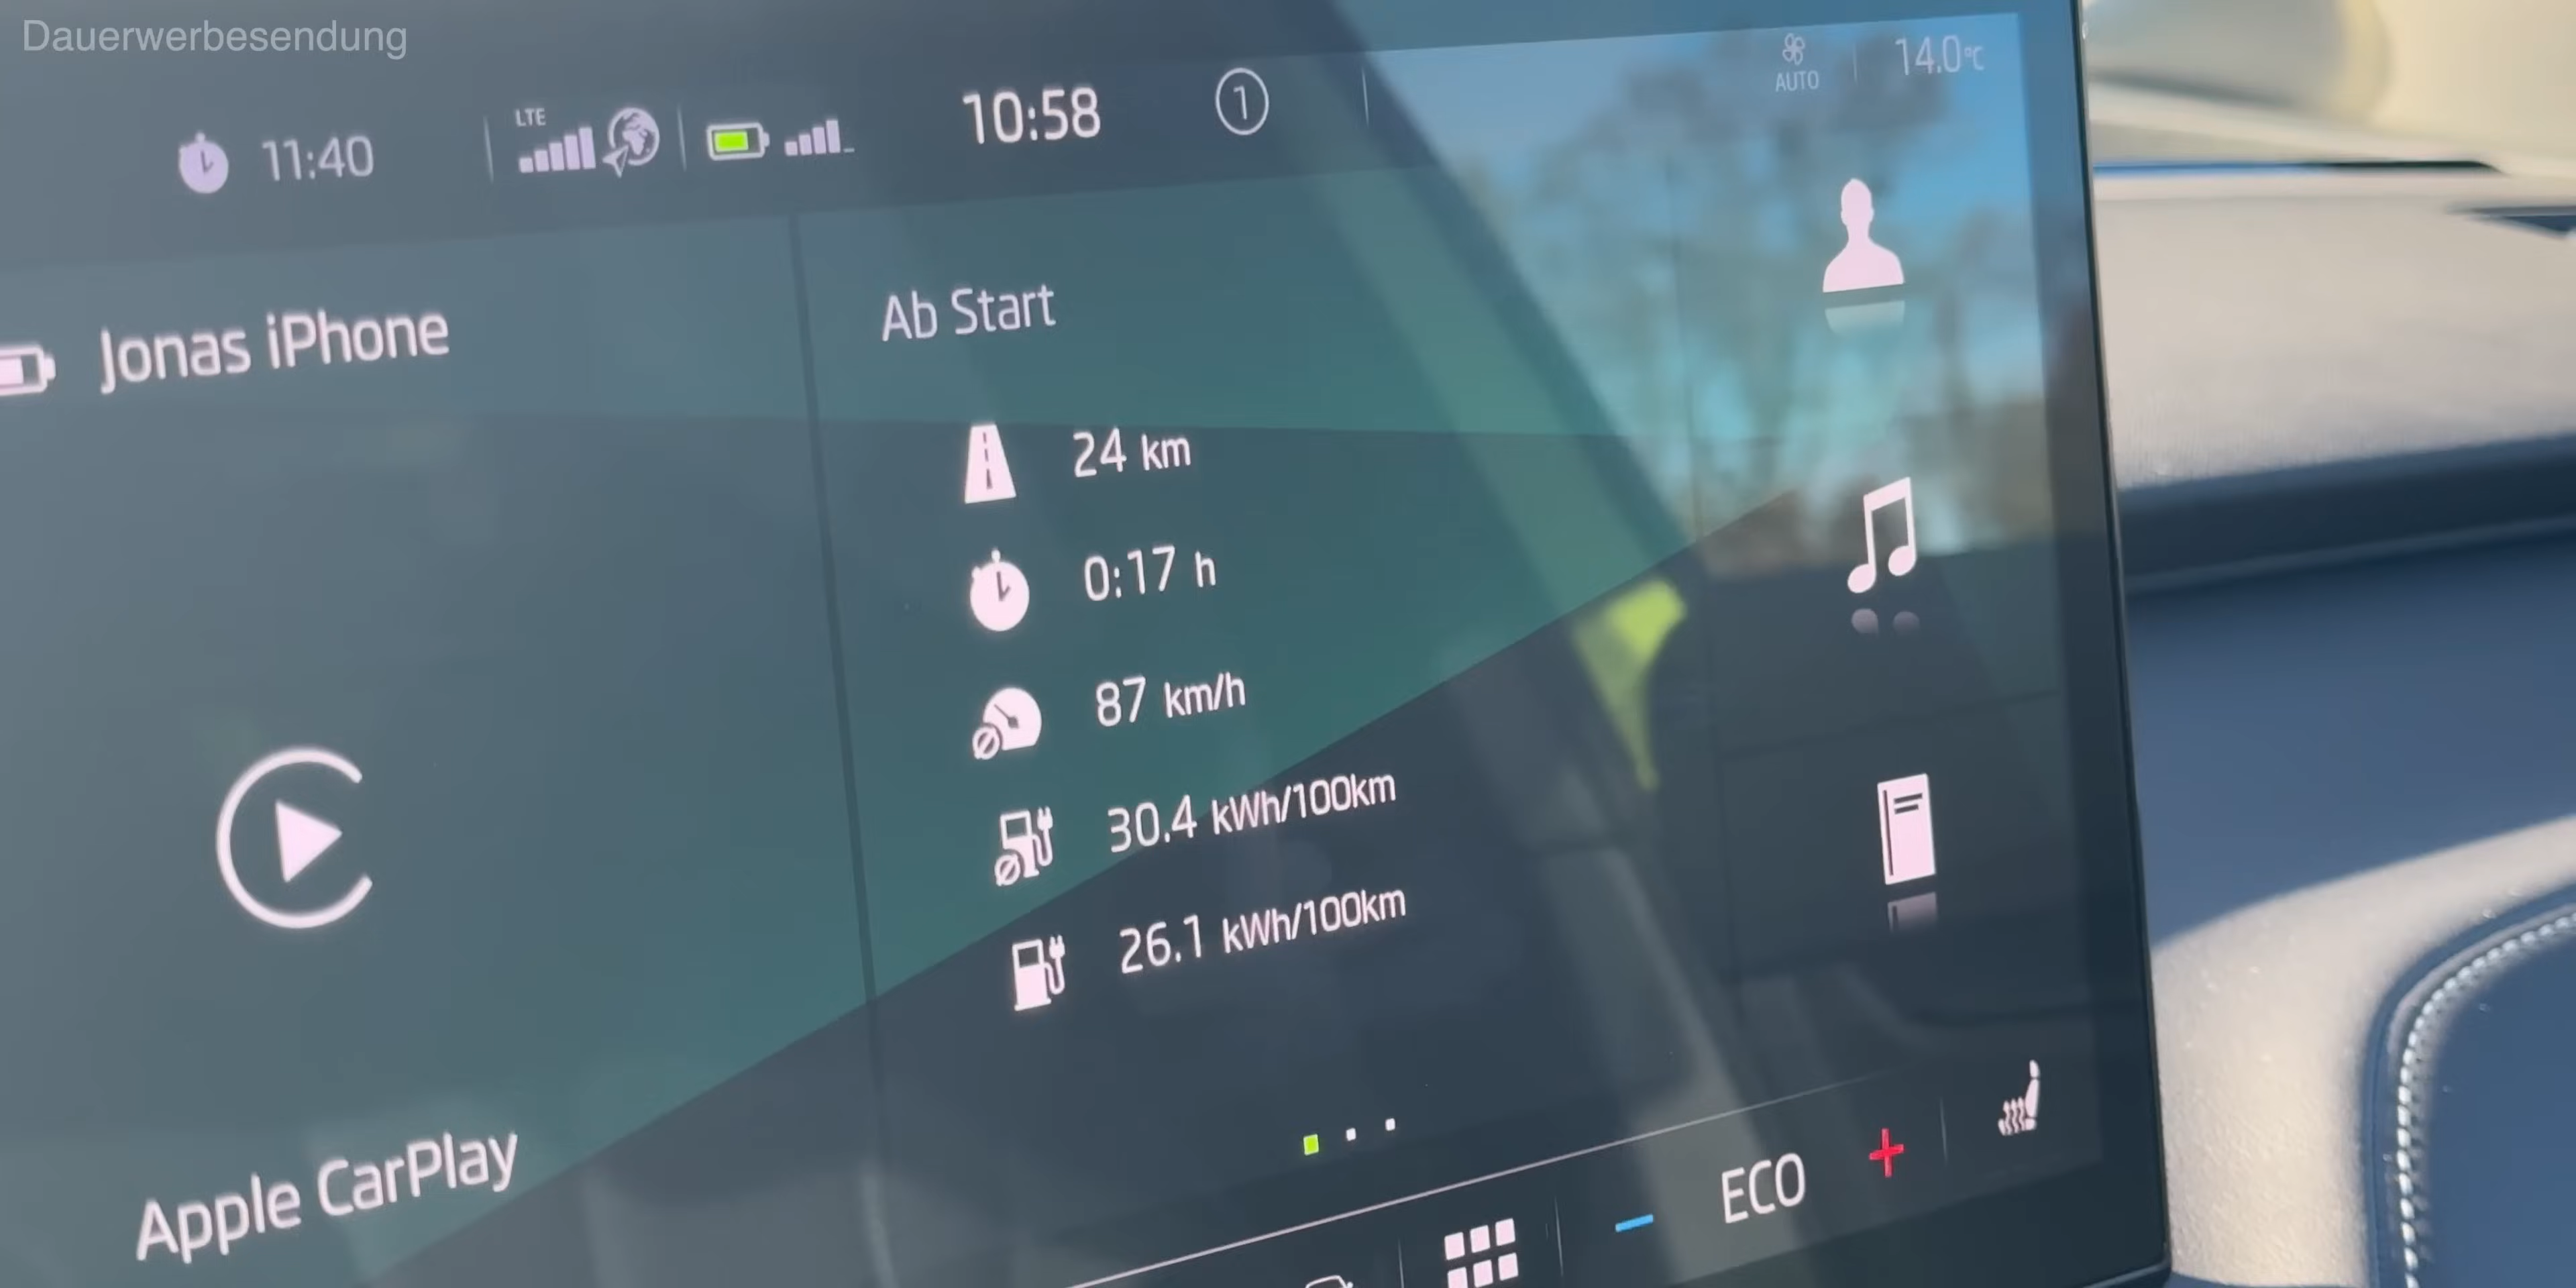 Dauerwerbesendung
11:40
LTE
10:58
1
AUTO
14.0°C
Jonas iPhone
Ab Start
24 km
0:17 h
87 km/h
30.4 kWh/100km
26.1 kWh/100km
Apple CarPlay
ECO